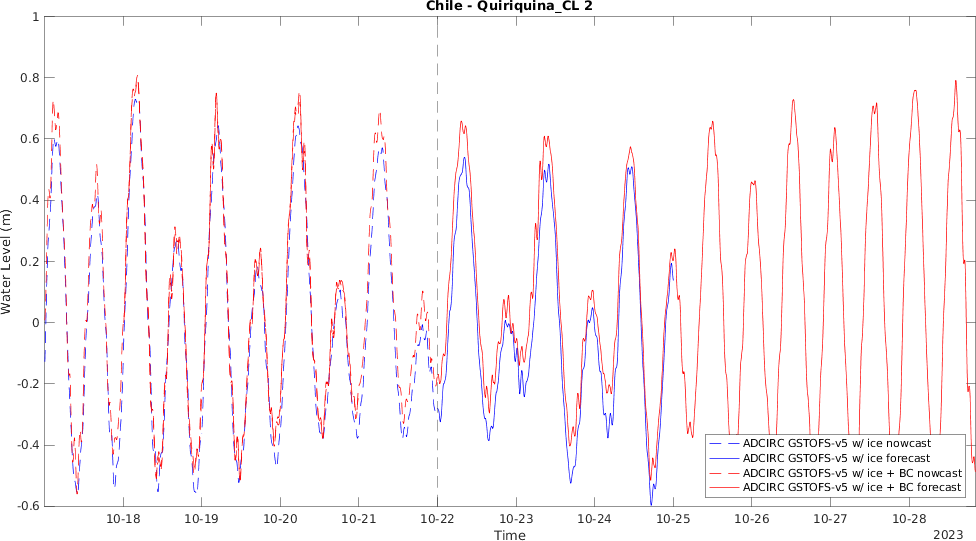 Chile - Quiriquina_CL 2
1
0.8
0.6
0.4
0.2
0
-0.2
-0.4
-0.6
Water Level (m)
ADCIRC GSTOFS-v5 w/ ice nowcast
ADCIRC GSTOFS-v5 w/ ice forecast
ADCIRC GSTOFS-v5 w/ ice + BC nowcast
ADCIRC GSTOFS-v5 w/ ice + BC forecast
10-18 10-19 10-20 10-21 10-22 10-23 10-24 10-25 10-26 10-27 10-28
Time
2023